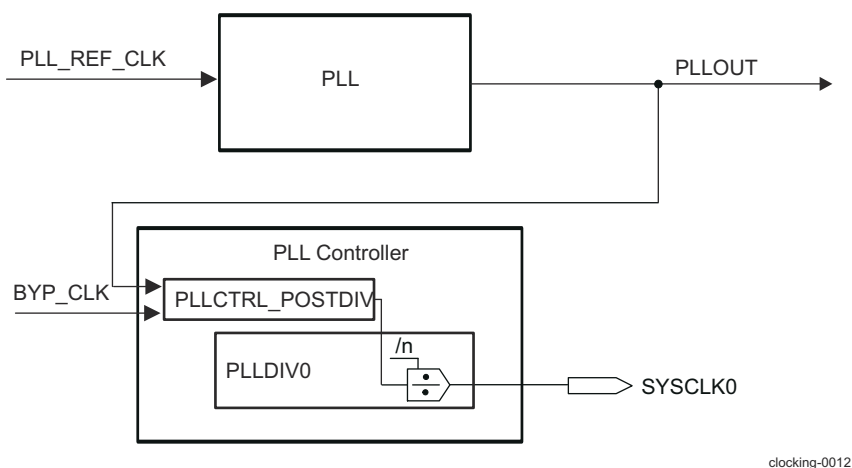 PLL_REF_CLK
PLL
PLLOUT
PLL Controller
BYP_CLK
PLLCTRL_POSTDIV
/n
PLLDIV0
SYSCLK0
clocking-0012